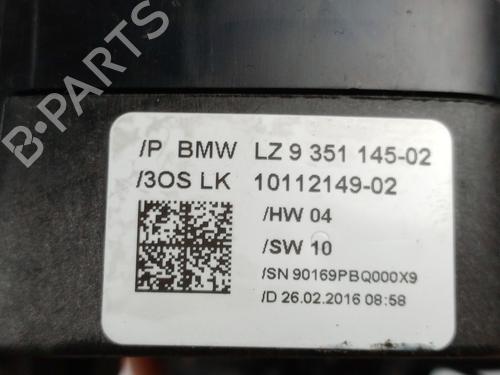 /P BMW LZ 9 351 145-02
/3OS LK 10112149-02
/HW 04
/SW 10
/SN 90169PBQ000X9
/D 26.02.2016 08:58
B-PARTS